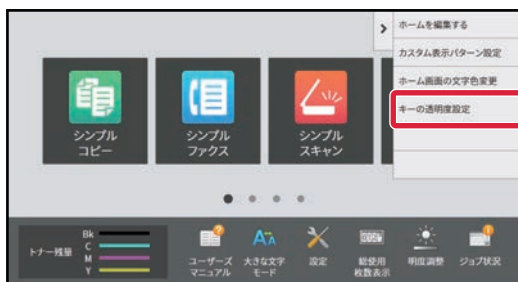 ホームを編集する
カスタム表示パターン設定
ホーム画面の文字色変更
キーの透明度設定
シンプル
コピー
シンプル
ファクス
シンプル
スキャン
トナー残量
Bk
C
M
Y
ユーザーズ
マニュアル
大きな文字
モード
設定
総使用
枚数表示
明度調整
ジョブ状況